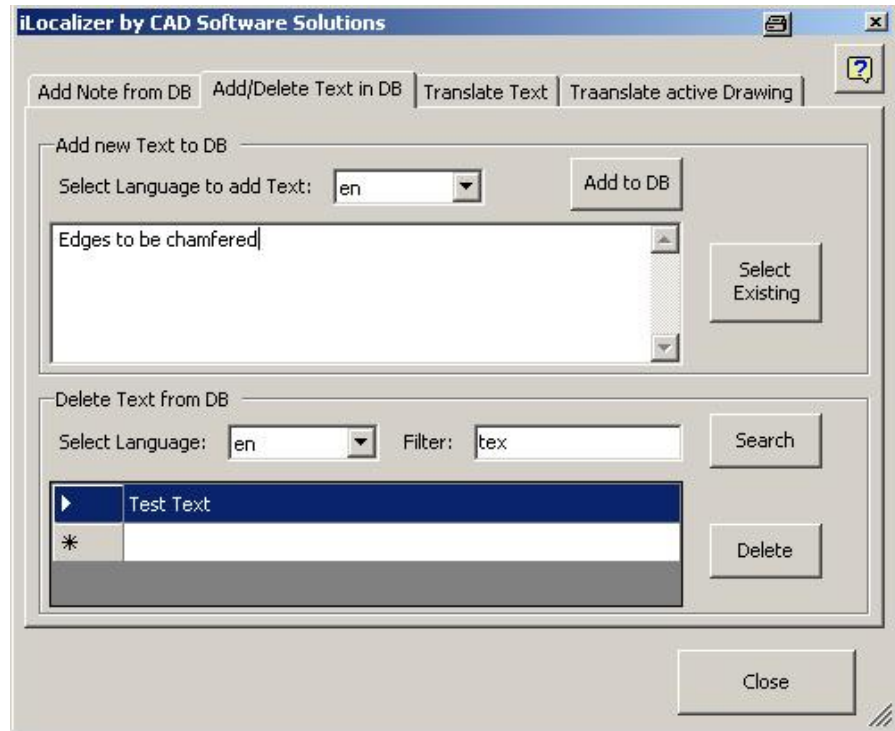 iLocalizer by CAD Software Solutions
Add Note from DB Add/Delete Text in DB Translate Text Traanslate active Drawing
Add new Text to DB
Select Language to add Text: en Add to DB
Edges to be chamfered
Select
Existing
Delete Text from DB
Select Language: en Filter: tex Search
Test Text
Delete
Close